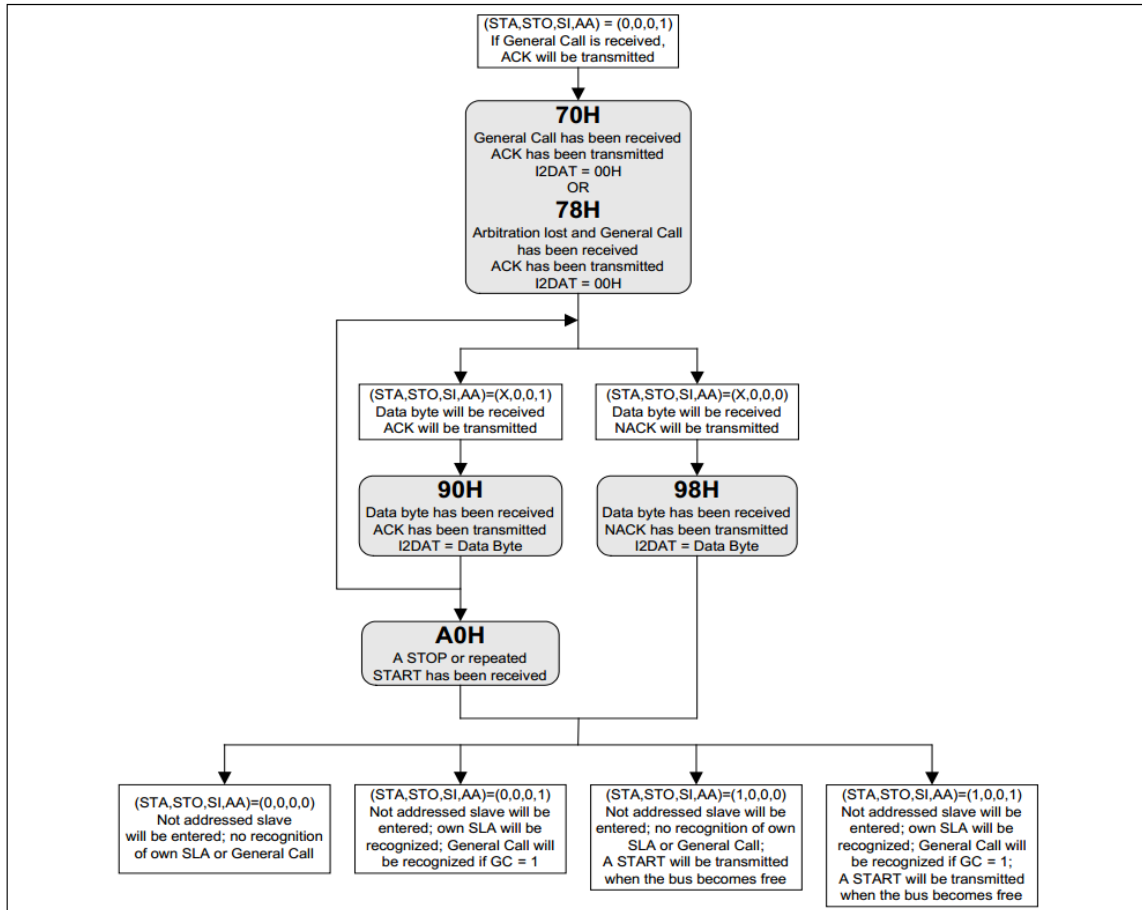 (STA,STO,SI,AA) = (0,0,0,1)
If General Call is received,
ACK will be transmitted
70H
General Call has been received
ACK has been transmitted
I2DAT = 00H
OR
78H
Arbitration lost and General Call
has been received
ACK has been transmitted
I2DAT = 00H
(STA,STO,SI,AA)=(X,0,0,1)
Data byte will be received
ACK will be transmitted
(STA,STO,SI,AA)=(X,0,0,0)
Data byte will be received
NACK will be transmitted
90H
Data byte has been received
ACK has been transmitted
I2DAT = Data Byte
98H
Data byte has been received
NACK has been transmitted
I2DAT = Data Byte
A0H
A STOP or repeated
START has been received
(STA,STO,SI,AA)=(0,0,0,0)
Not addressed slave
will be entered; no recognition
of own SLA or General Call
(STA,STO,SI,AA)=(0,0,0,1)
Not addressed slave will be
entered; own SLA will be
recognized; General Call will
be recognized if GC = 1
(STA,STO,SI,AA)=(1,0,0,0)
Not addressed slave will be
entered; no recognition of own
SLA or General Call;
A START will be transmitted
when the bus becomes free
(STA,STO,SI,AA)=(1,0,0,1)
Not addressed slave will be
entered; own SLA will be
recognized; General Call will
be recognized if GC = 1;
A START will be transmitted
when the bus becomes free